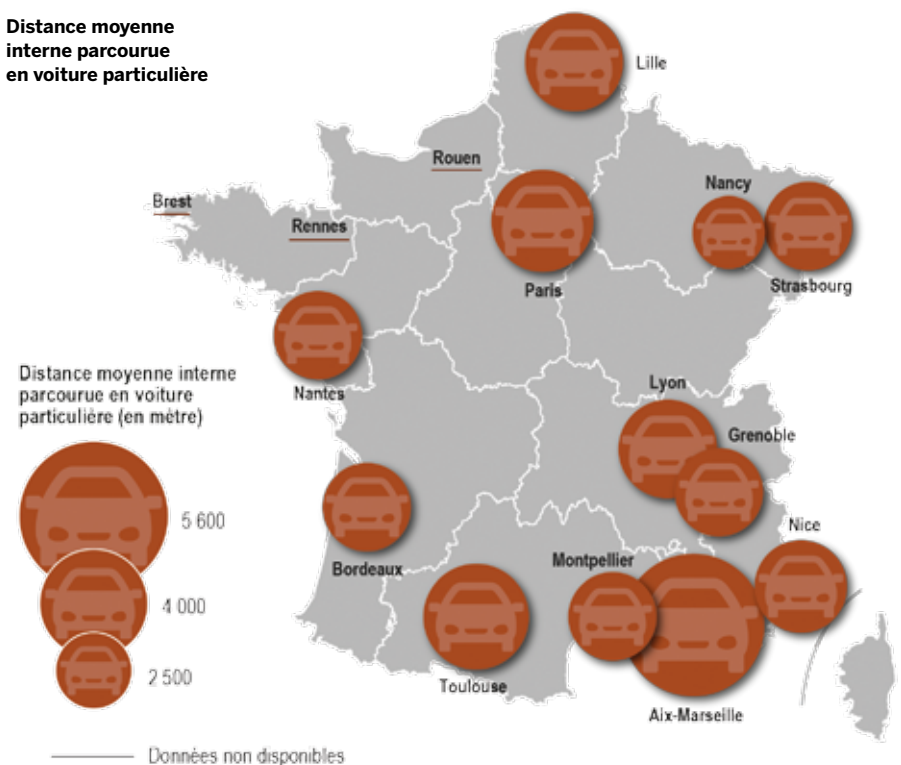 Distance moyenne
interne parcourue
en voiture particulière
Lille
Rouen
Nancy
Brest
Rennes
Paris
Strasbourg
Distance moyenne interne
parcourue en voiture
particulière (en mètre)
Nantes
Lyon
Grenoble
5 600
Nice
Montpellier
Bordeaux
4 000
2 500
Toulouse
Aix-Marseille
Données non disponibles